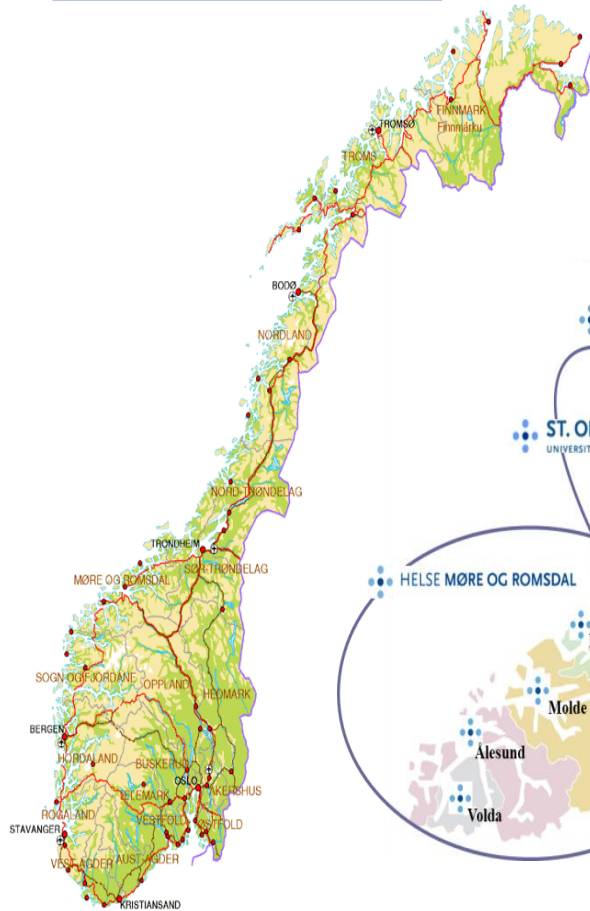 FINNMARK
Finnmárku
TROMSØ
TROMS
BODØ
NORDLAND
ST. OL
UNIVERSIT
NORD-TRØNDELAG
TRONDHEIM
SØR-TRØNDELAG
MØRE OG ROMSDAL
HELSE MØRE OG ROMSDAL
SOGN OG FJORDANE
OPPLAND
HEDMARK
Molde
BERGEN
HORDALAND
Ålesund
BUSKERUD
OSLO
AKERSHUS
TELEMARK
ROGALAND
VESTFOLD
ØSTFOLD
Volda
STAVANGER
VEST-AGDER
AUST-AGDER
KRISTIANSAND